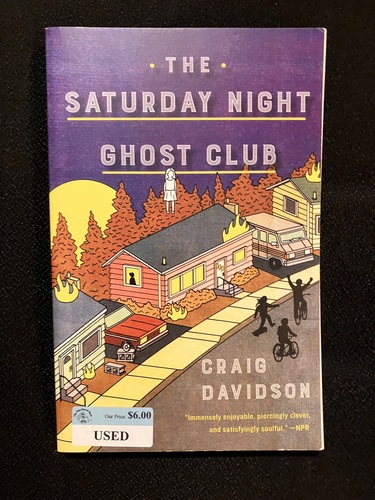 · THE ·
SATURDAY NIGHT
GHOST CLUB
CRAIG
DAVIDSON
"Immensely enjoyable, piercingly clever,
and satisfyingly soulful." —NPR
Our Price: $6.00
USED